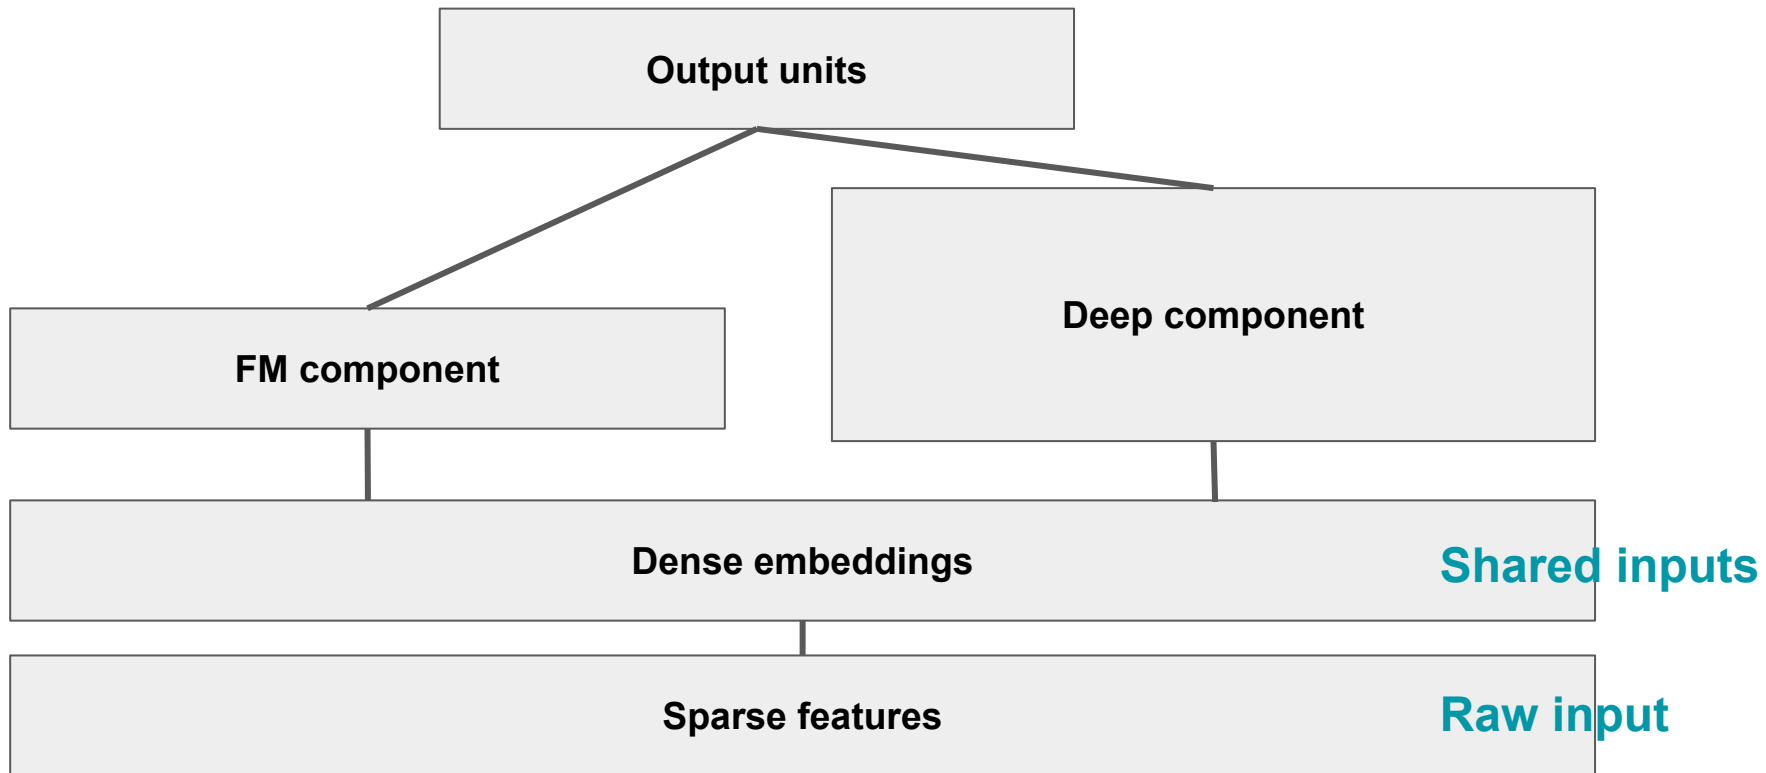 Output units
Deep component
FM component
Dense embeddings
Shared inputs
Sparse features
Raw input